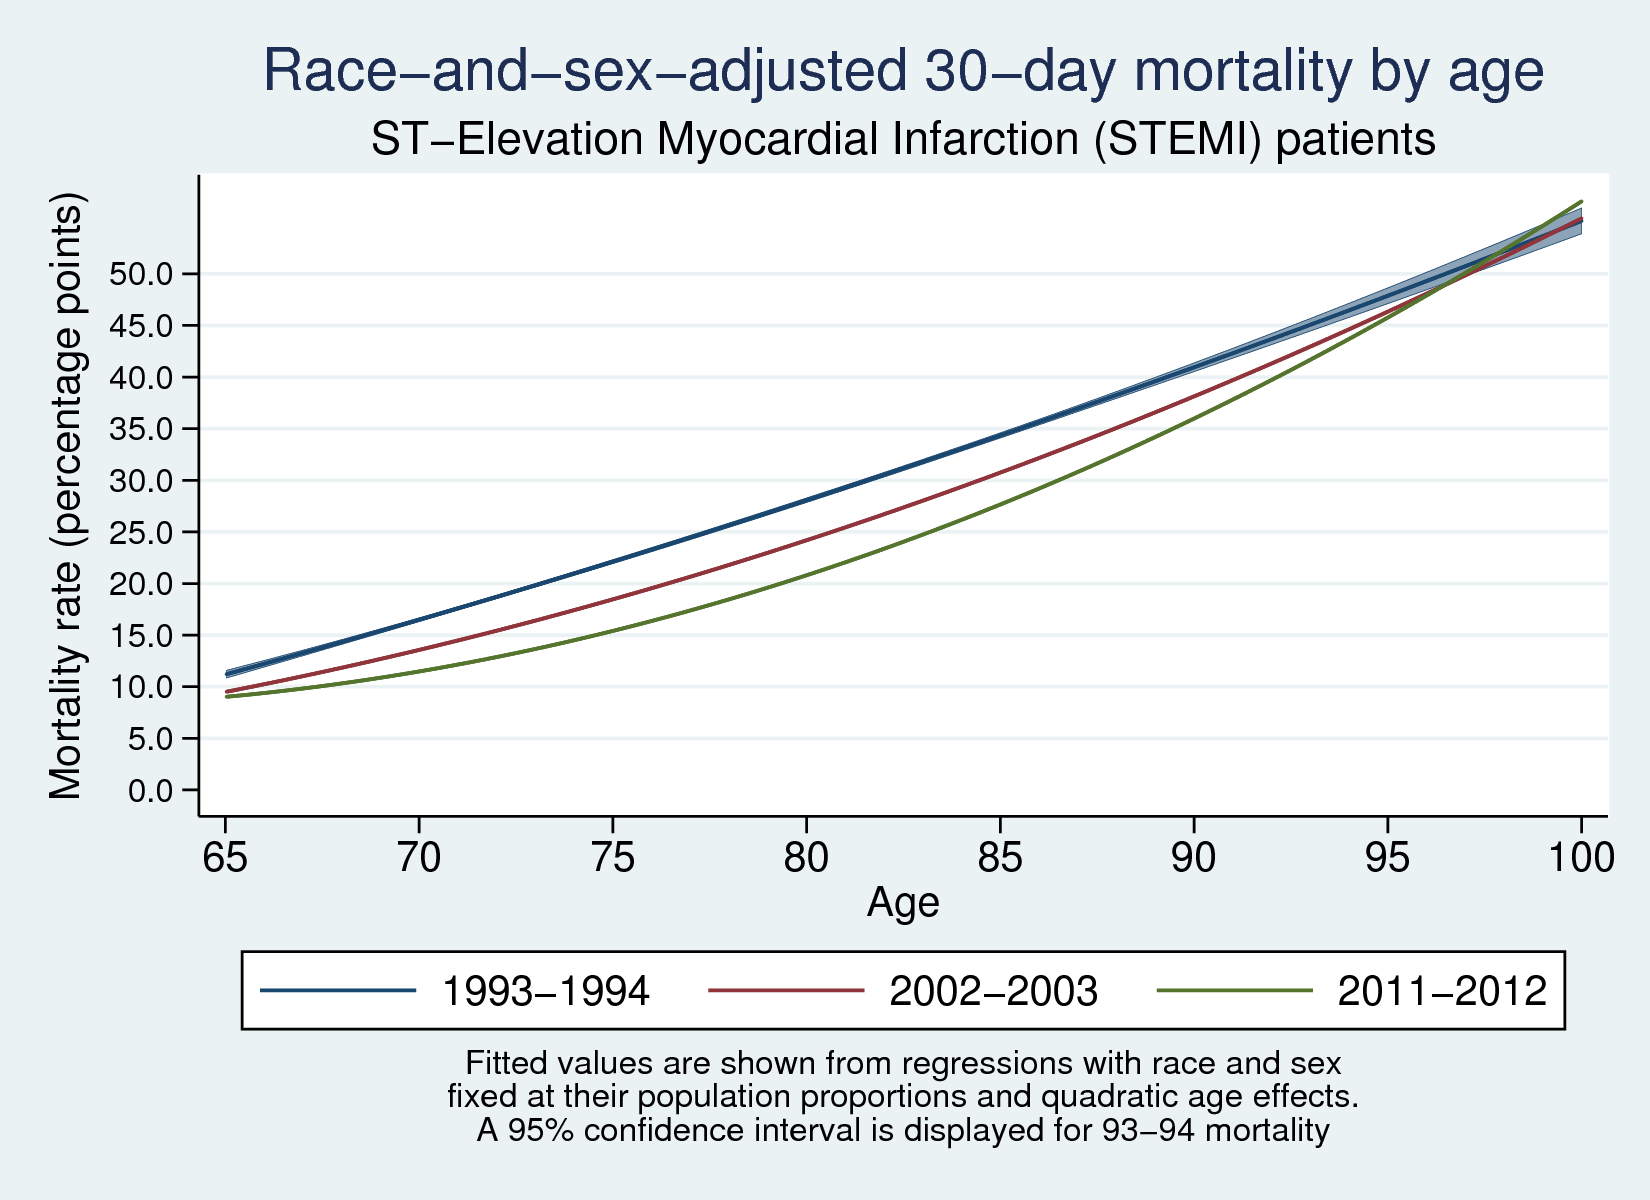 Race–and–sex–adjusted 30–day mortality by age
ST–Elevation Myocardial Infarction (STEMI) patients
Mortality rate (percentage points)
50.0
45.0
40.0
35.0
30.0
25.0
20.0
15.0
10.0
5.0
0.0
65 70 75 80 85 90 95 100
Age
1993–1994 2002–2003 2011–2012
Fitted values are shown from regressions with race and sex
fixed at their population proportions and quadratic age effects.
A 95% confidence interval is displayed for 93–94 mortality